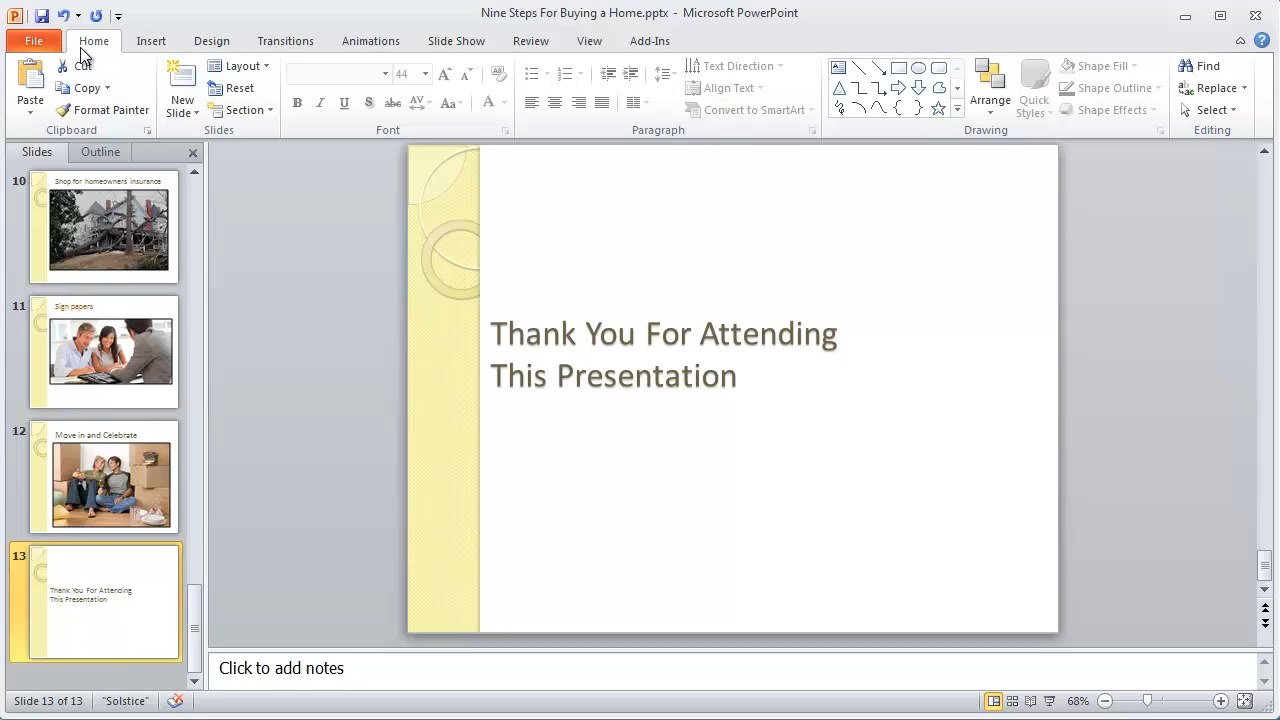 Nine Steps For Buying a Home.pptx - Microsoft PowerPoint
File Home Insert Design Transitions Animations Slide Show Review View Add-Ins
Paste
Cut
Copy
Format Painter
Clipboard
New Slide
Layout
Reset
Section
Slides
44
B I U S abc AV Aa A
Font
Text Direction
Align Text
Convert to SmartArt
Paragraph
Arrange
Quick Styles
Shape Fill
Shape Outline
Shape Effects
Drawing
Find
Replace
Select
Editing
Slides Outline
10
Shop for homeowners insurance
11
Sign papers
12
Move in and Celebrate
13
Thank You For Attending
This Presentation
Thank You For Attending
This Presentation
Click to add notes
Slide 13 of 13 "Solstice" 68%